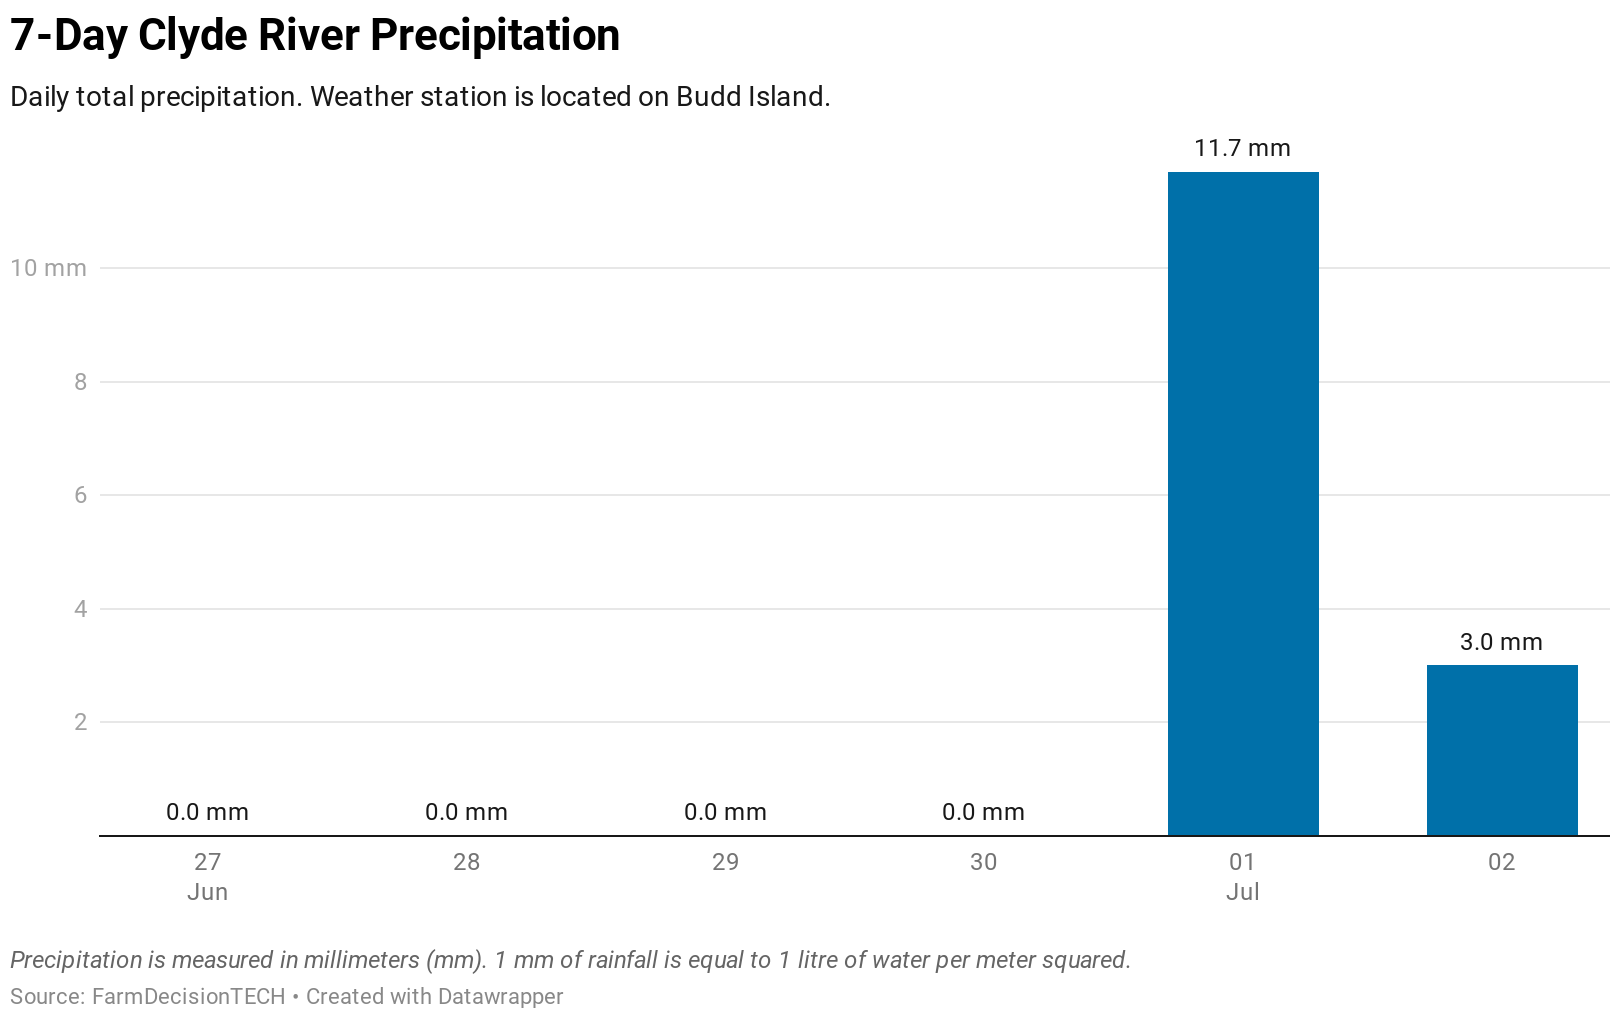 7-Day Clyde River Precipitation
Daily total precipitation. Weather station is located on Budd Island.
11.7 mm
10 mm
8
6
4
3.0 mm
2
0.0 mm 0.0 mm 0.0 mm 0.0 mm
27 28 29 30 01 02
Jun Jul
Precipitation is measured in millimeters (mm). 1 mm of rainfall is equal to 1 litre of water per meter squared.
Source: FarmDecisionTECH • Created with Datawrapper